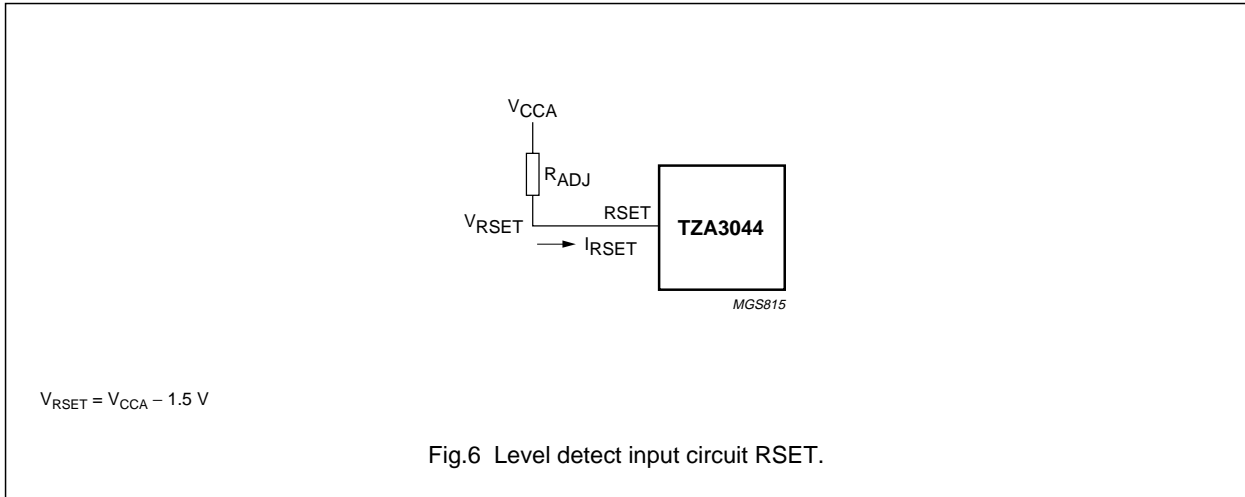 VCCA
RADJ
VRSET
RSET
IRSET
TZA3044
MGS815
VRSET = VCCA − 1.5 V
Fig.6 Level detect input circuit RSET.